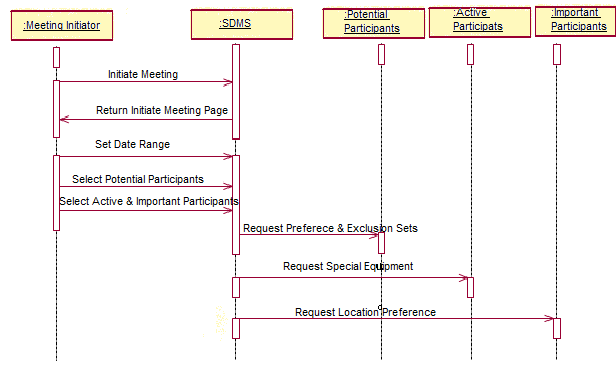 :Meeting Initiator
:SDMS
:Potential
Participants
:Active
Participats
:Important
Participants
Initiate Meeting
Return Initiate Meeting Page
Set Date Range
Select Potential Participants
Select Active & Important Participants
Request Preferece & Exclusion Sets
Request Special Equipment
Request Location Preference